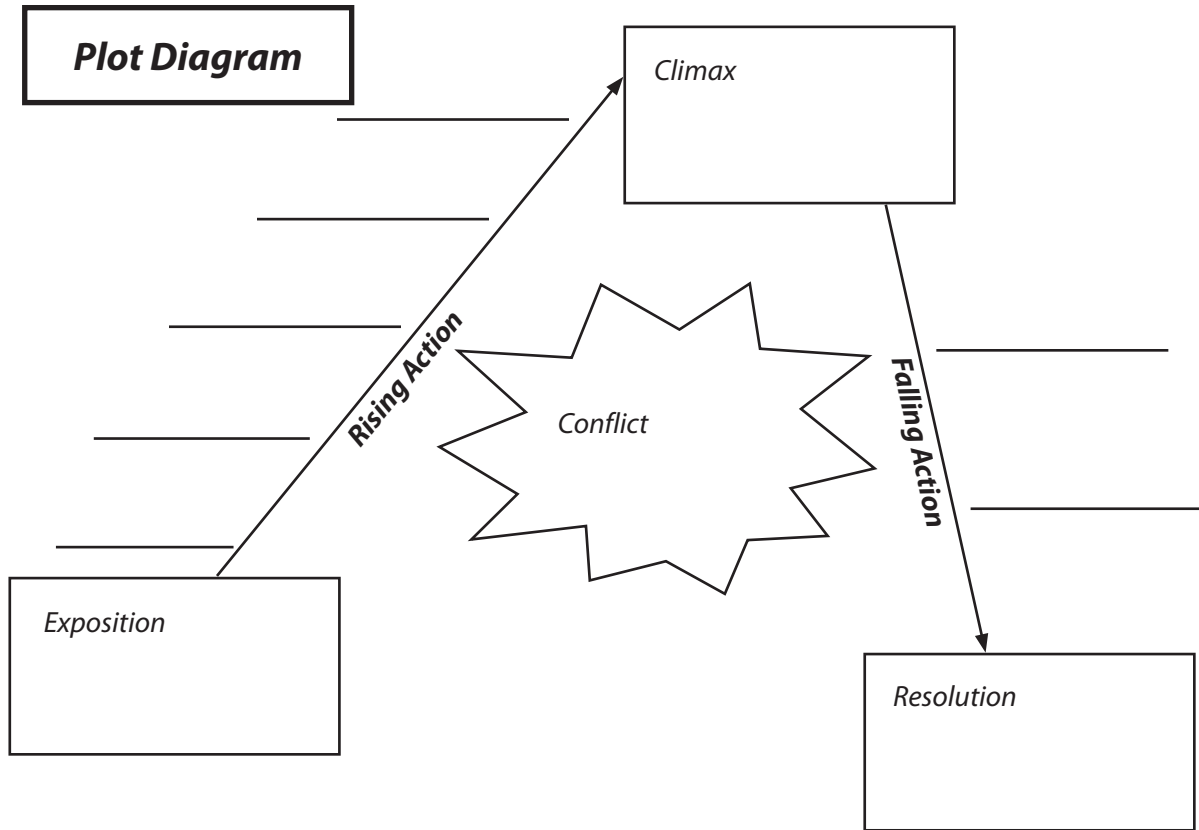 Plot Diagram
Climax
Rising Action
Conflict
Falling Action
Exposition
Resolution